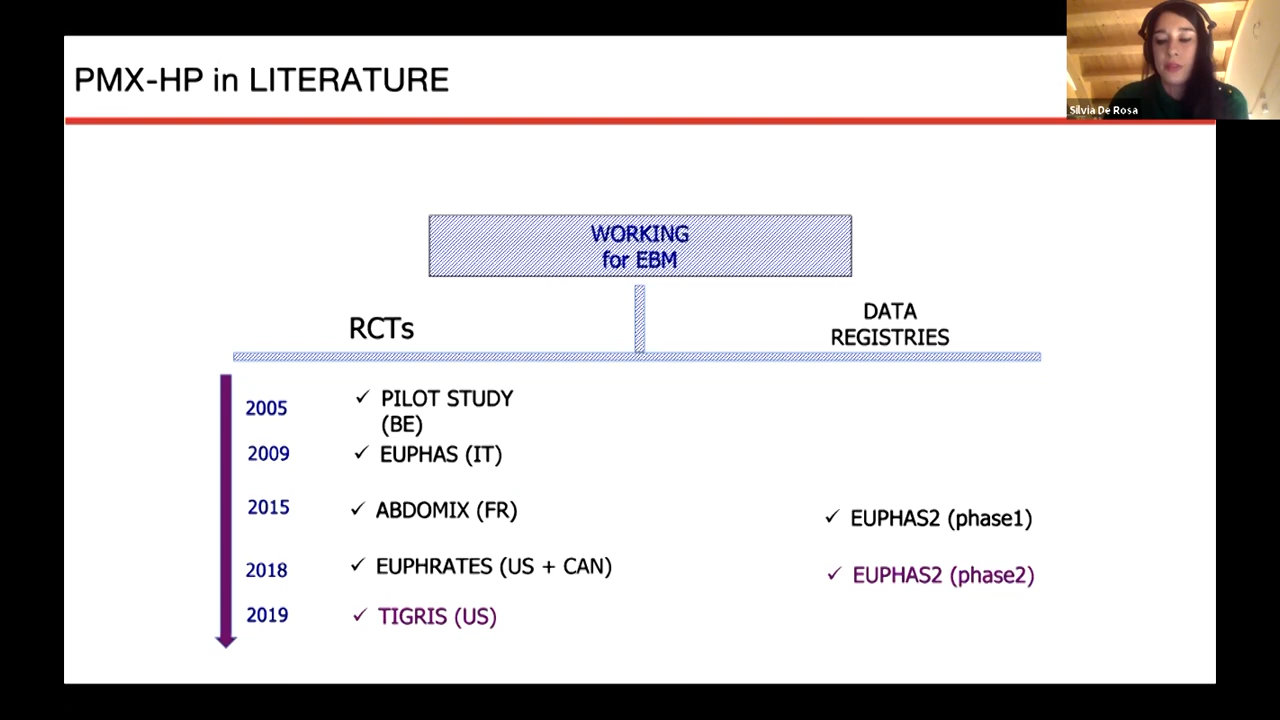 PMX-HP in LITERATURE
Silvia De Rosa
WORKING
for EBM
RCTs
DATA
REGISTRIES
2005
✓ PILOT STUDY
(BE)
2009
✓ EUPHAS (IT)
2015
✓ ABDOMIX (FR)
✓ EUPHAS2 (phase1)
2018
✓ EUPHRATES (US + CAN)
✓ EUPHAS2 (phase2)
2019
✓ TIGRIS (US)